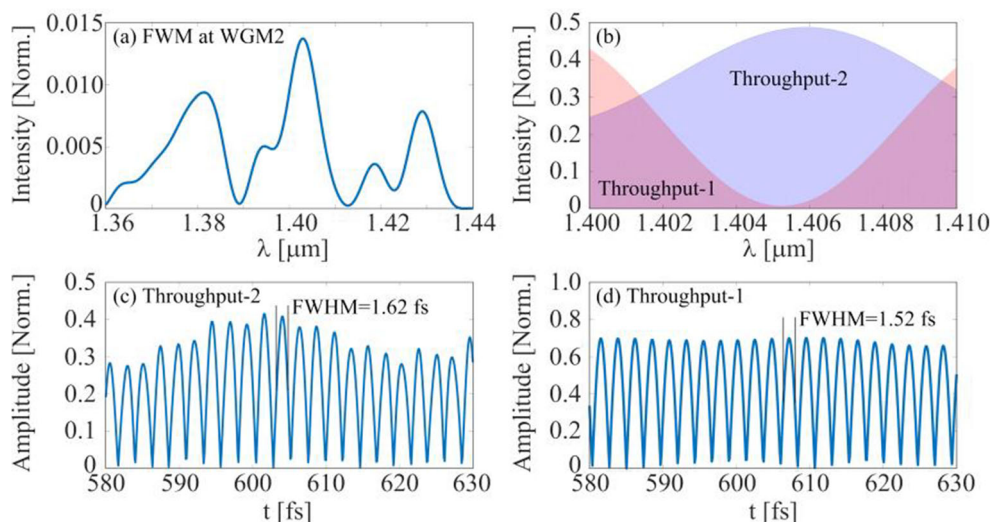 (a) FWM at WGM2
Intensity [Norm.]
0.015
0.010
0.005
0
1.36 1.38 1.40 1.42 1.44
λ [μm]
(b)
Throughput-2
Throughput-1
Intensity [Norm.]
0.5
0.4
0.3
0.2
0.1
0
1.400 1.402 1.404 1.406 1.408 1.410
λ [μm]
(c) Throughput-2
FWHM=1.62 fs
Amplitude [Norm.]
0.5
0.4
0.3
0.2
0.1
0
580 590 600 610 620 630
t [fs]
(d) Throughput-1
FWHM=1.52 fs
Amplitude [Norm.]
1.0
0.8
0.6
0.4
0.2
0
580 590 600 610 620 630
t [fs]